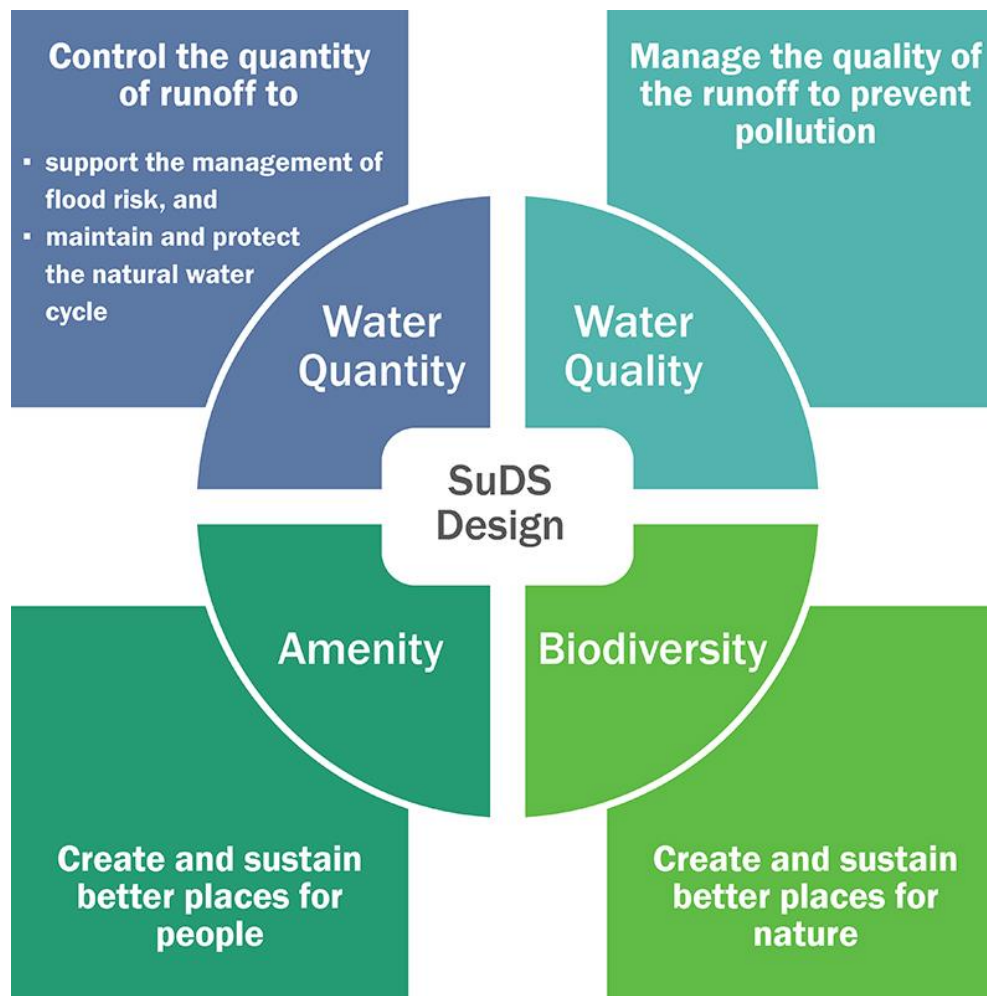 Control the quantity
of runoff to
▪ support the management of
flood risk, and
▪ maintain and protect
the natural water
cycle
Manage the quality of
the runoff to prevent
pollution
Water
Quantity
Water
Quality
SuDS
Design
Amenity
Biodiversity
Create and sustain
better places for
people
Create and sustain
better places for
nature